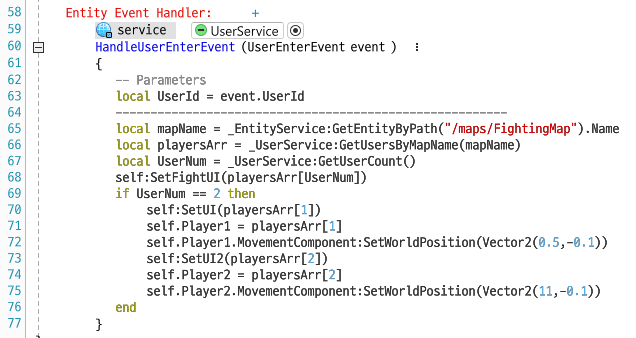 58 Entity Event Handler: +
59 service UserService
60 HandleUserEnterEvent (UserEnterEvent event )
61 {
62 -- Parameters
63 local UserId = event.UserId
64 --------------------------------------------------------
65 local mapName = _EntityService:GetEntityByPath("/maps/FightingMap").Name
66 local playersArr = _UserService:GetUsersByMapName(mapName)
67 local UserNum = _UserService:GetUserCount()
68 self:SetFightUI(playersArr[UserNum])
69 if UserNum == 2 then
70 self:SetUI(playersArr[1])
71 self.Player1 = playersArr[1]
72 self.Player1.MovementComponent:SetWorldPosition(Vector2(0.5,-0.1))
73 self:SetUI2(playersArr[2])
74 self.Player2 = playersArr[2]
75 self.Player2.MovementComponent:SetWorldPosition(Vector2(11,-0.1))
76 end
77 }